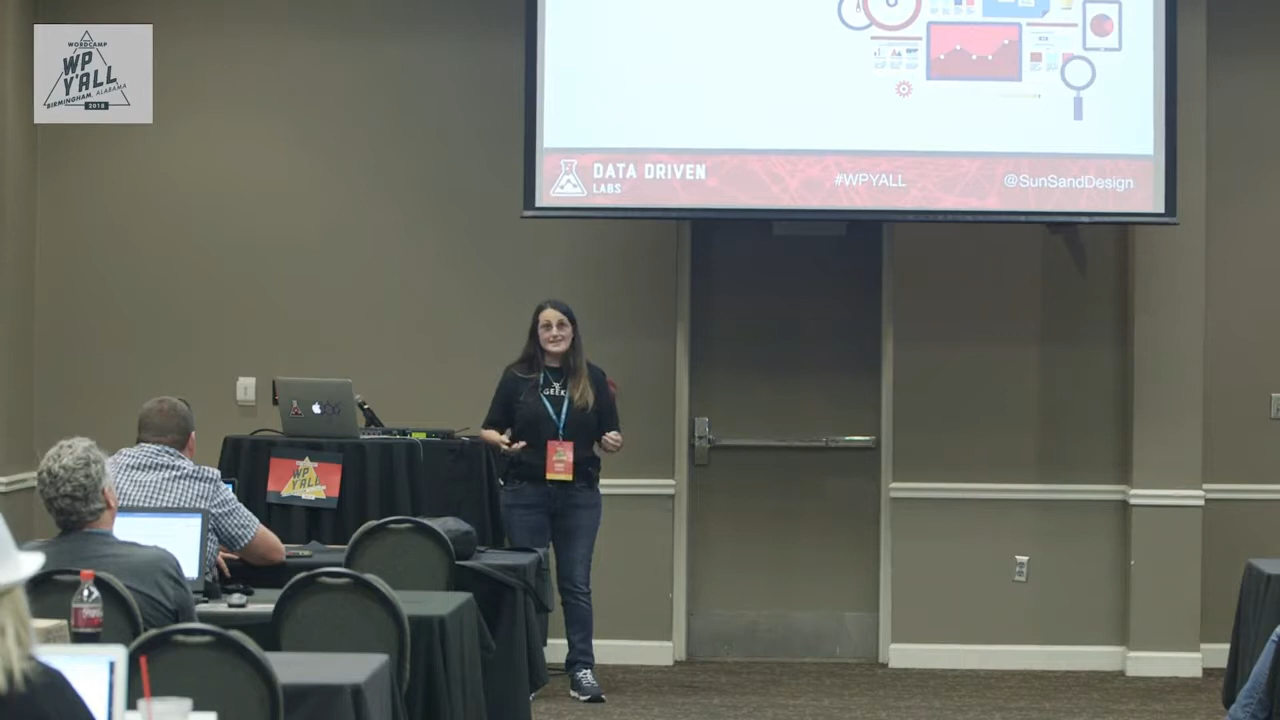 WORDCAMP
WP
Y'ALL
BIRMINGHAM, ALABAMA
2018
DATA DRIVEN
LABS
#WPYALL
@SunSandDesign
GEEK
WP
Y'ALL